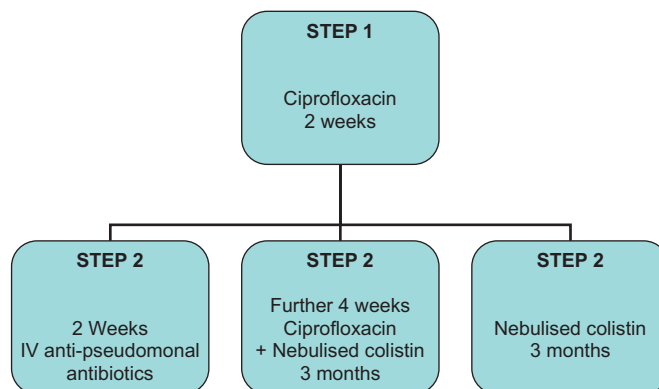 STEP 1
Ciprofloxacin
2 weeks
STEP 2
2 Weeks
IV anti-pseudomonal
antibiotics
STEP 2
Further 4 weeks
Ciprofloxacin
+ Nebulised colistin
3 months
STEP 2
Nebulised colistin
3 months